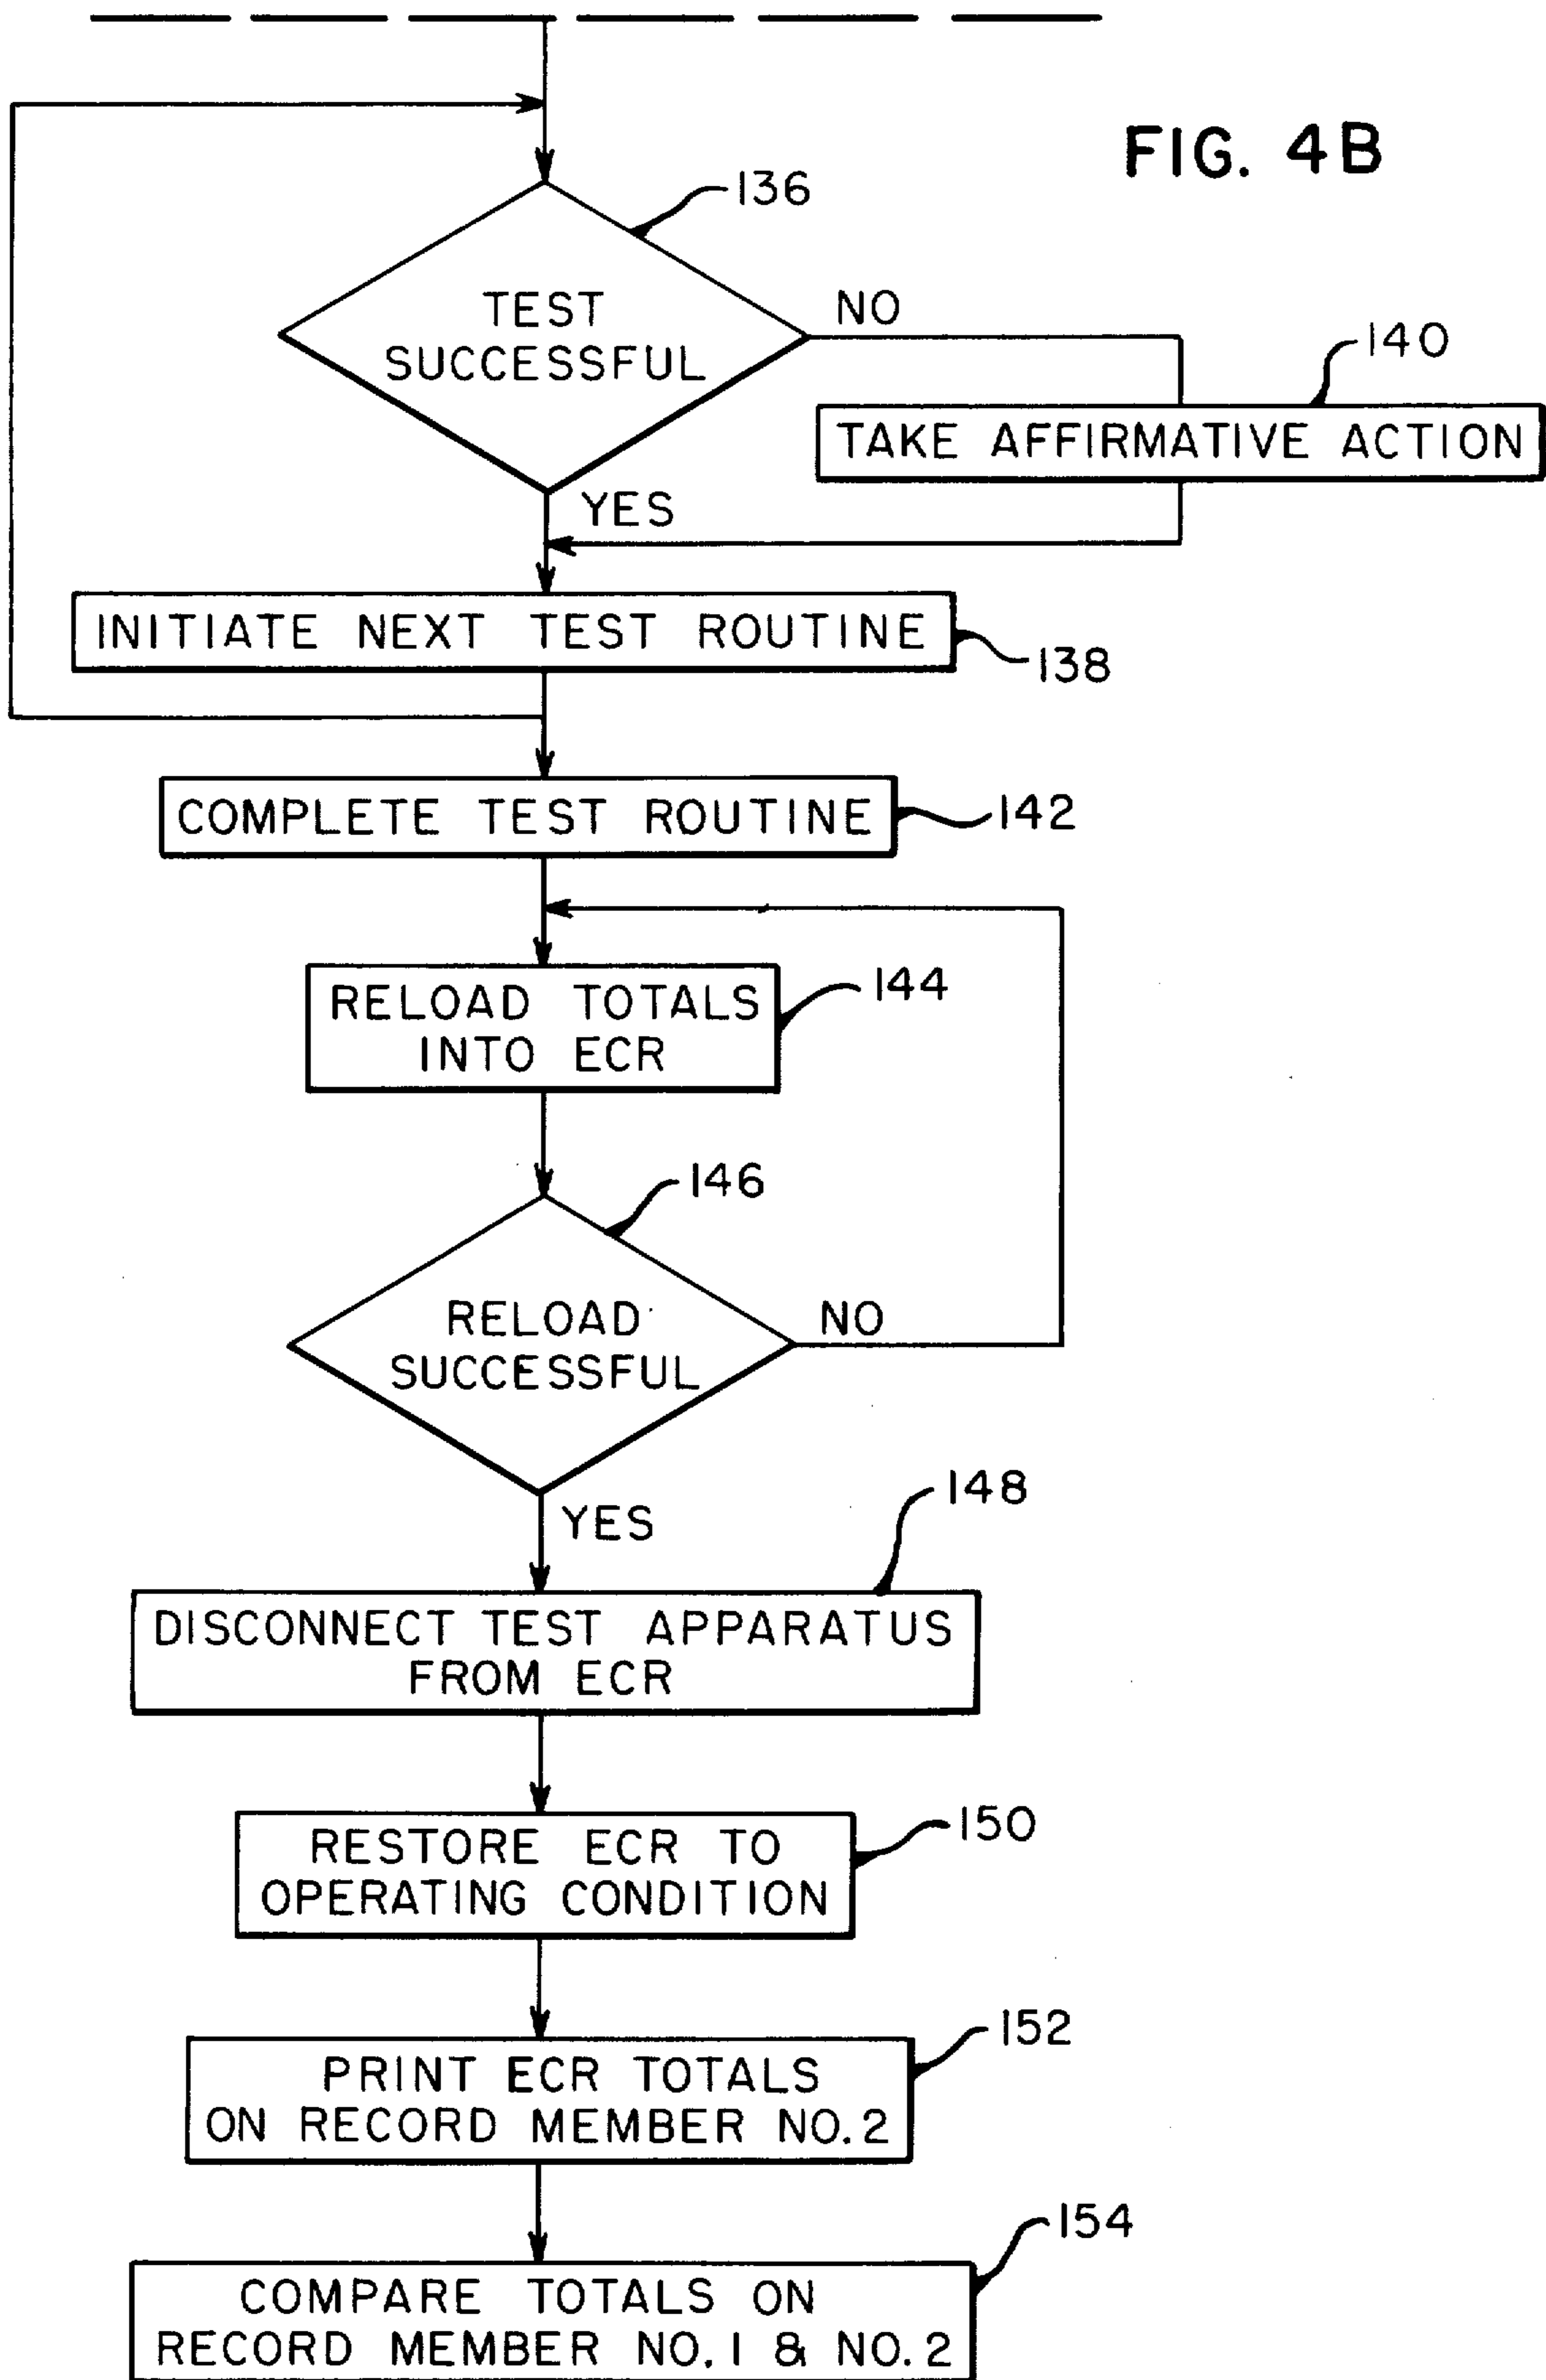 FIG. 4B
136
TEST
SUCCESSFUL
NO
140
TAKE AFFIRMATIVE ACTION
YES
INITIATE NEXT TEST ROUTINE
138
COMPLETE TEST ROUTINE
142
RELOAD TOTALS
INTO ECR
144
146
RELOAD
SUCCESSFUL
NO
YES
148
DISCONNECT TEST APPARATUS
FROM ECR
150
RESTORE ECR TO
OPERATING CONDITION
152
PRINT ECR TOTALS
ON RECORD MEMBER NO. 2
154
COMPARE TOTALS ON
RECORD MEMBER NO. 1 & NO. 2